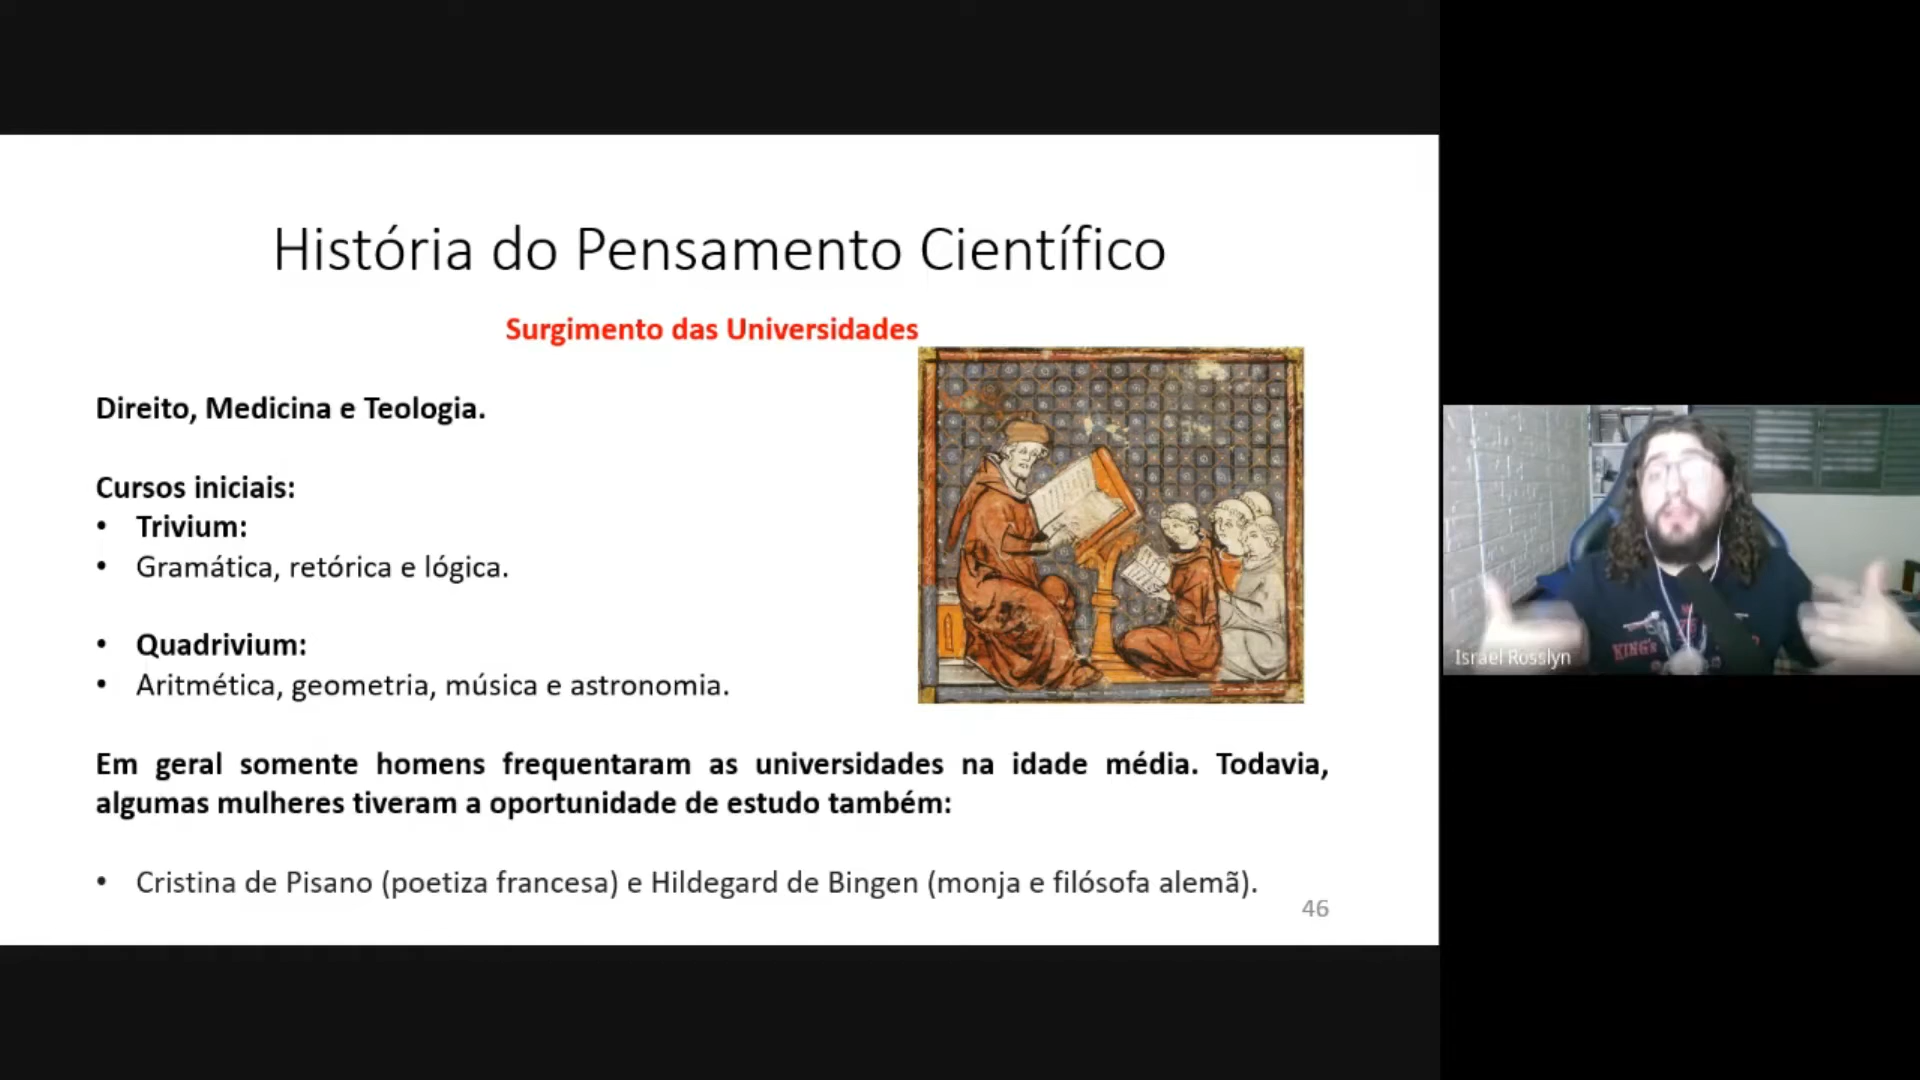 História do Pensamento Científico
Surgimento das Universidades
Direito, Medicina e Teologia.
Cursos iniciais:
• Trivium:
• Gramática, retórica e lógica.
• Quadrivium:
• Aritmética, geometria, música e astronomia.
Em geral somente homens frequentaram as universidades na idade média. Todavia,
algumas mulheres tiveram a oportunidade de estudo também:
• Cristina de Pisano (poetiza francesa) e Hildegard de Bingen (monja e filósofa alemã).
46
Israel Rosslyn
KING'S